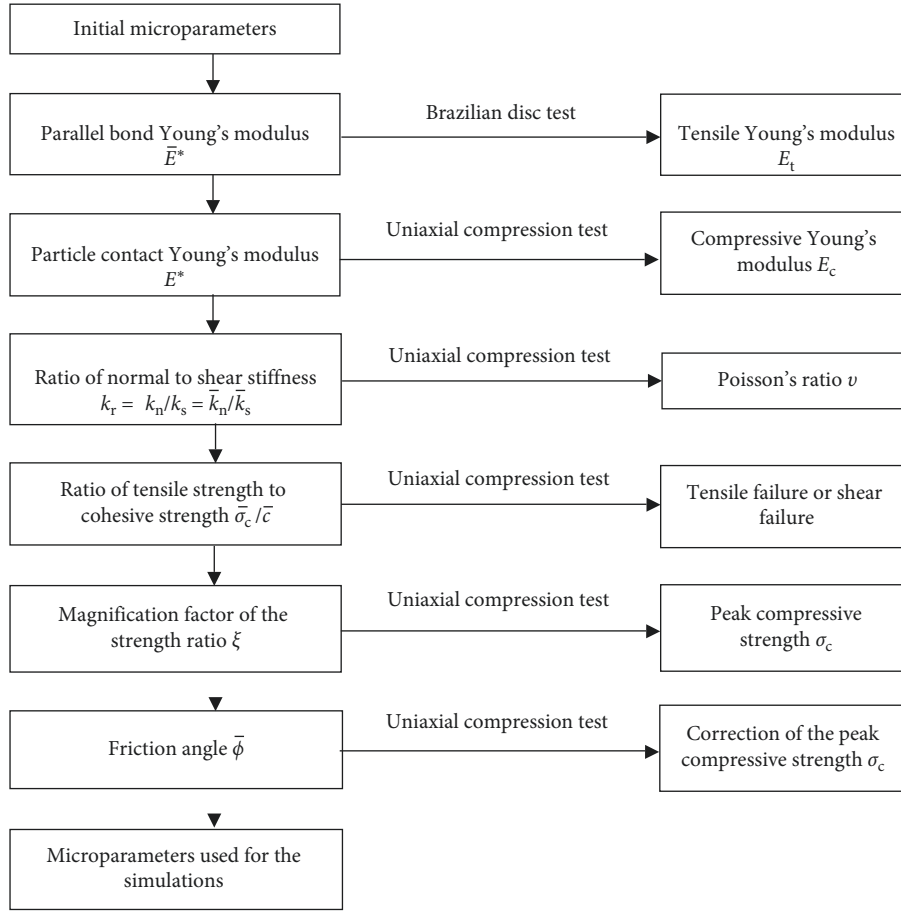 Initial microparameters
Parallel bond Young's modulus
Ē*
Brazilian disc test
Tensile Young's modulus
Eₜ
Particle contact Young's modulus
E*
Uniaxial compression test
Compressive Young's
modulus E_c
Ratio of normal to shear stiffness
kᵣ = kₙ/kₛ = k̄ₙ/k̄ₛ
Uniaxial compression test
Poisson's ratio υ
Ratio of tensile strength to
cohesive strength σ̄_c/c̄
Uniaxial compression test
Tensile failure or shear
failure
Magnification factor of the
strength ratio ξ
Uniaxial compression test
Peak compressive
strength σ_c
Friction angle ϕ̄
Uniaxial compression test
Correction of the peak
compressive strength σ_c
Microparameters used for the
simulations